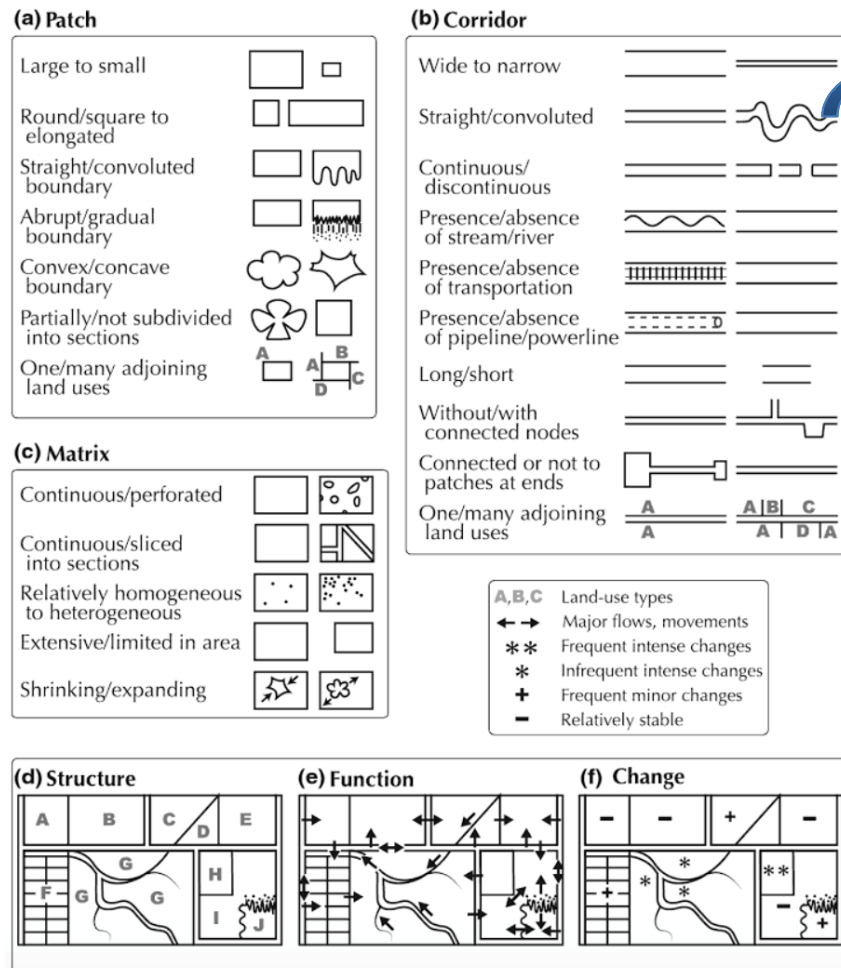 (a) Patch
Large to small
Round/square to
elongated
Straight/convoluted
boundary
Abrupt/gradual
boundary
Convex/concave
boundary
Partially/not subdivided
into sections
One/many adjoining
land uses
A
B
A
C
D
(b) Corridor
Wide to narrow
Straight/convoluted
Continuous/
discontinuous
Presence/absence
of stream/river
Presence/absence
of transportation
Presence/absence
of pipeline/powerline
Long/short
Without/with
connected nodes
Connected or not to
patches at ends
One/many adjoining
land uses
A
A B C
A
A D A
(c) Matrix
Continuous/perforated
Continuous/sliced
into sections
Relatively homogeneous
to heterogeneous
Extensive/limited in area
Shrinking/expanding
A,B,C Land-use types
Major flows, movements
** Frequent intense changes
* Infrequent intense changes
+ Frequent minor changes
– Relatively stable
(d) Structure
A B C D E
G
F G G H
I J
(e) Function
(f) Change
– – + –
* ** 
+ * *
– +